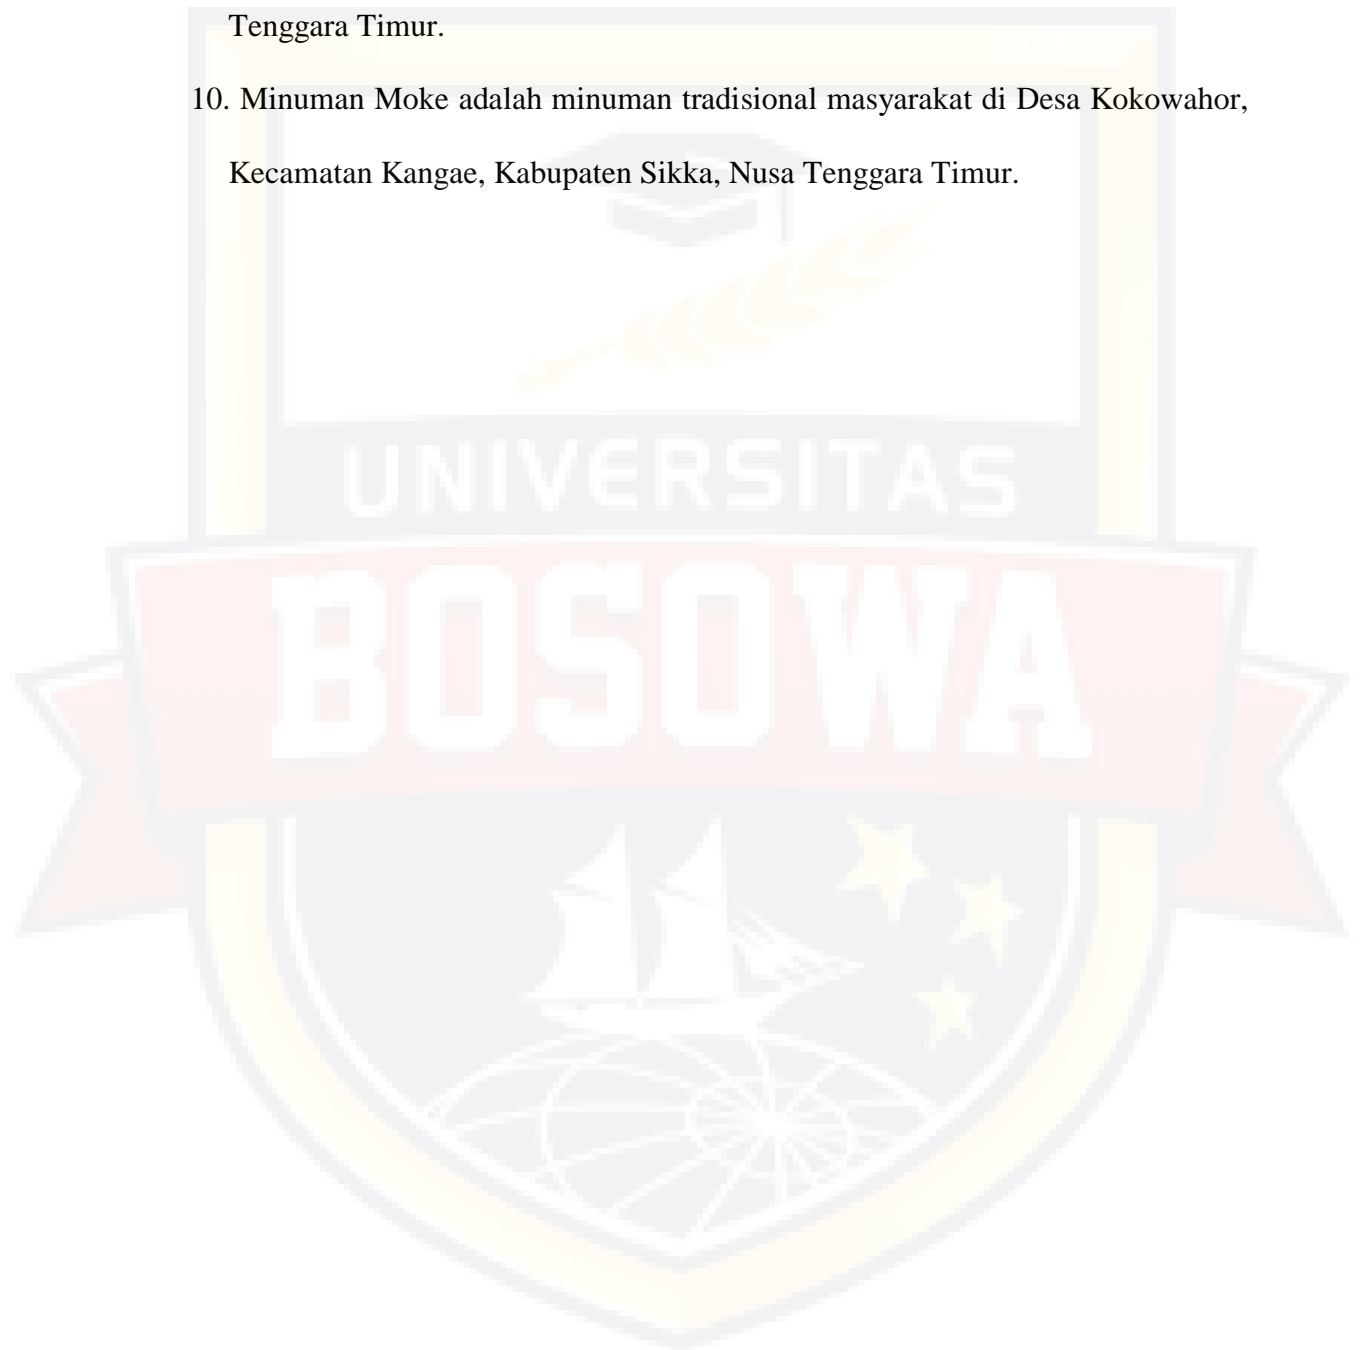 Tenggara Timur.
10. Minuman Moke adalah minuman tradisional masyarakat di Desa Kokowahor,
Kecamatan Kangae, Kabupaten Sikka, Nusa Tenggara Timur.
UNIVERSITAS
BOSOWA